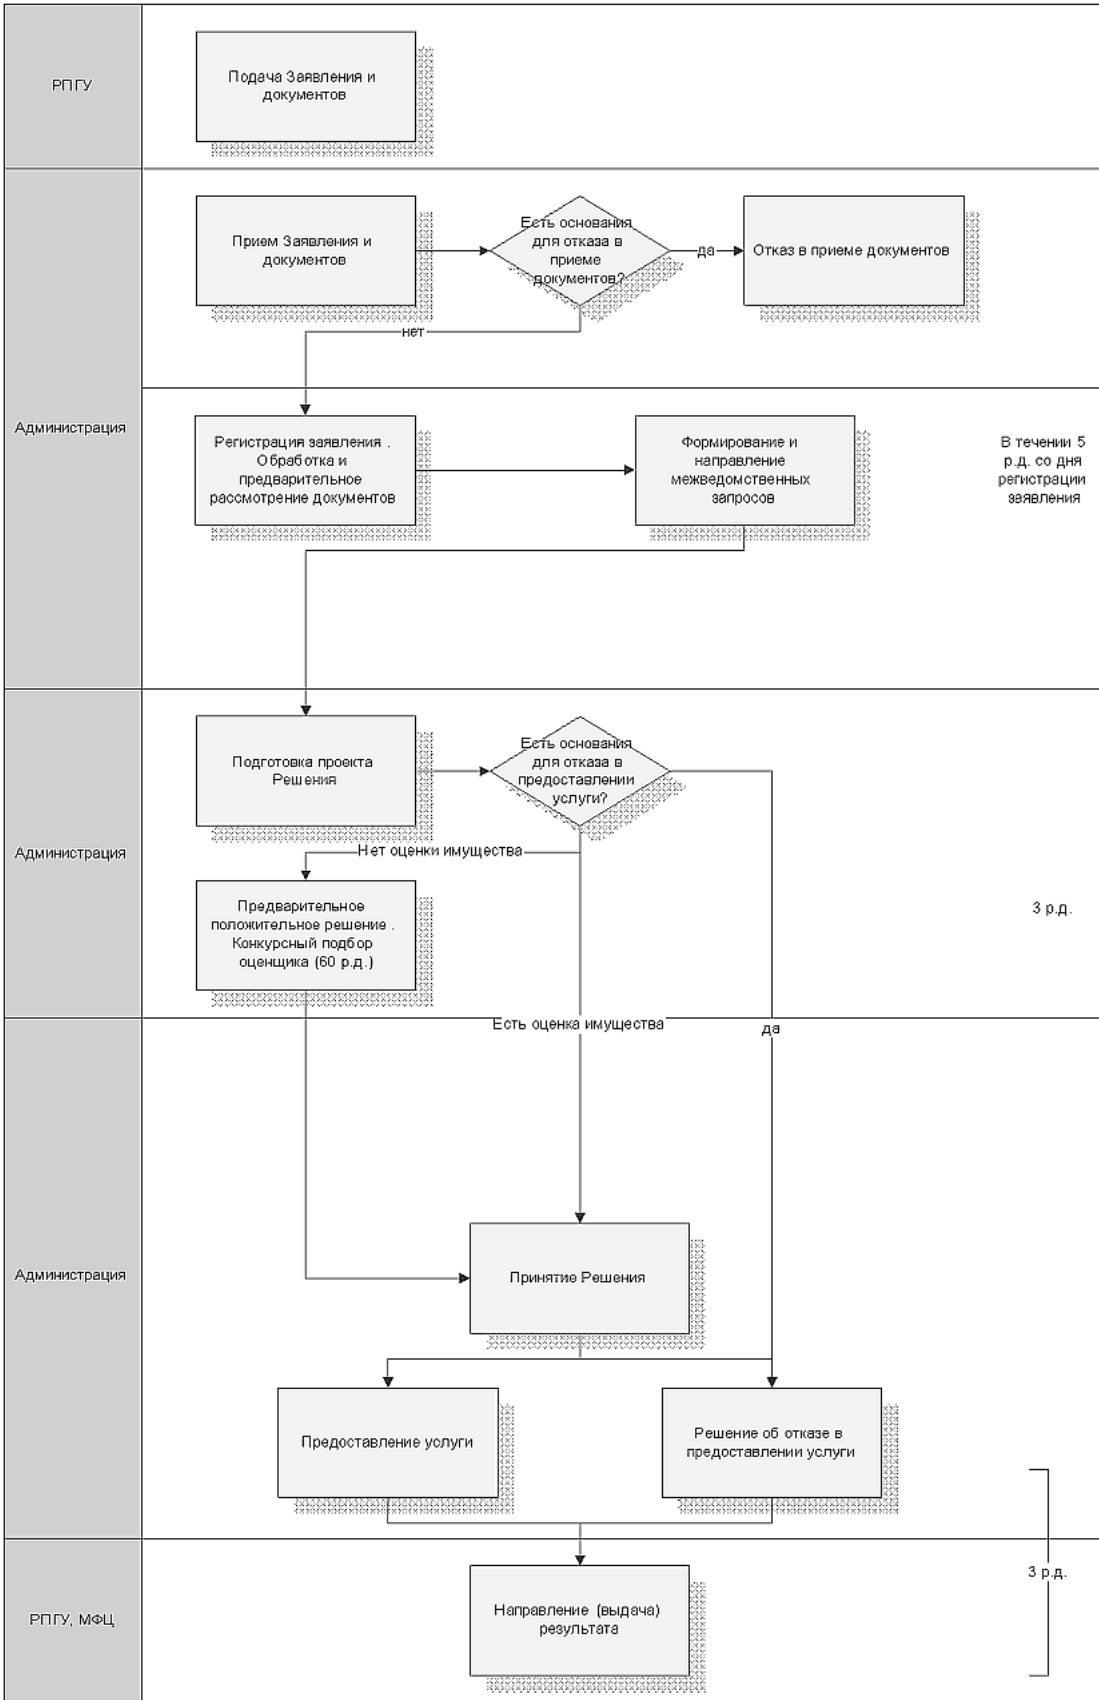 РПГУ
Подача Заявления и
документов
Администрация
Прием Заявления и
документов
Есть основания
для отказа в
приеме
документов?
да
Отказ в приеме документов
нет
Регистрация заявления .
Обработка и
предварительное
рассмотрение документов
Формирование и
направление
межведомственных
запросов
В течении 5
р.д. со дня
регистрации
заявления
Администрация
Подготовка проекта
Решения
Есть основания
для отказа в
предоставлении
услуги?
Нет оценки имущества
Предварительное
положительное решение .
Конкурсный подбор
оценщика (60 р.д.)
3 р.д.
Есть оценка имущества
да
Администрация
Принятие Решения
Предоставление услуги
Решение об отказе в
предоставлении услуги
3 р.д.
РПГУ, МФЦ
Направление (выдача)
результата